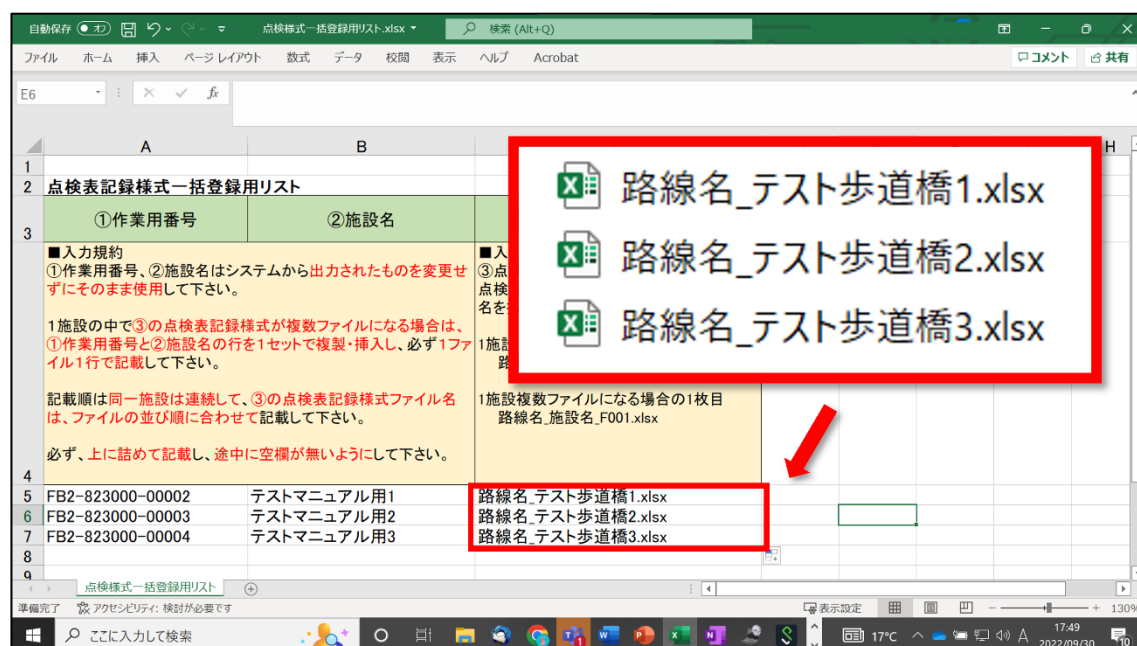 自動保存 オフ 点検様式一括登録用リスト.xlsx 検索 (Alt+Q)
ファイル ホーム 挿入 ページ レイアウト 数式 データ 校閲 表示 ヘルプ Acrobat コメント 共有
E6 fx
A B H
1
2 点検表記録様式一括登録用リスト
3 ①作業用番号 ②施設名
■入力規約
①作業用番号、②施設名はシステムから出力されたものを変更せ
ずにそのまま使用して下さい。
1施設の中で③の点検表記録様式が複数ファイルになる場合は、
①作業用番号と②施設名の行を1セットで複製・挿入し、必ず1ファ
イル1行で記載して下さい。
記載順は同一施設は連続して、③の点検表記録様式ファイル名
は、ファイルの並び順に合わせて記載して下さい。
必ず、上に詰めて記載し、途中に空欄が無いようにして下さい。
4
■入
③点
点検
名を
1施設
路
1施設複数ファイルになる場合の1枚目
路線名_施設名_F001.xlsx
路線名_テスト歩道橋1.xlsx
路線名_テスト歩道橋2.xlsx
路線名_テスト歩道橋3.xlsx
5 FB2-823000-00002 テストマニュアル用1 路線名_テスト歩道橋1.xlsx
6 FB2-823000-00003 テストマニュアル用2 路線名_テスト歩道橋2.xlsx
7 FB2-823000-00004 テストマニュアル用3 路線名_テスト歩道橋3.xlsx
8
9
点検様式一括登録用リスト
準備完了 アクセシビリティ: 検討が必要です 表示設定 130%
ここに入力して検索 17°C A 17:49
2022/09/30